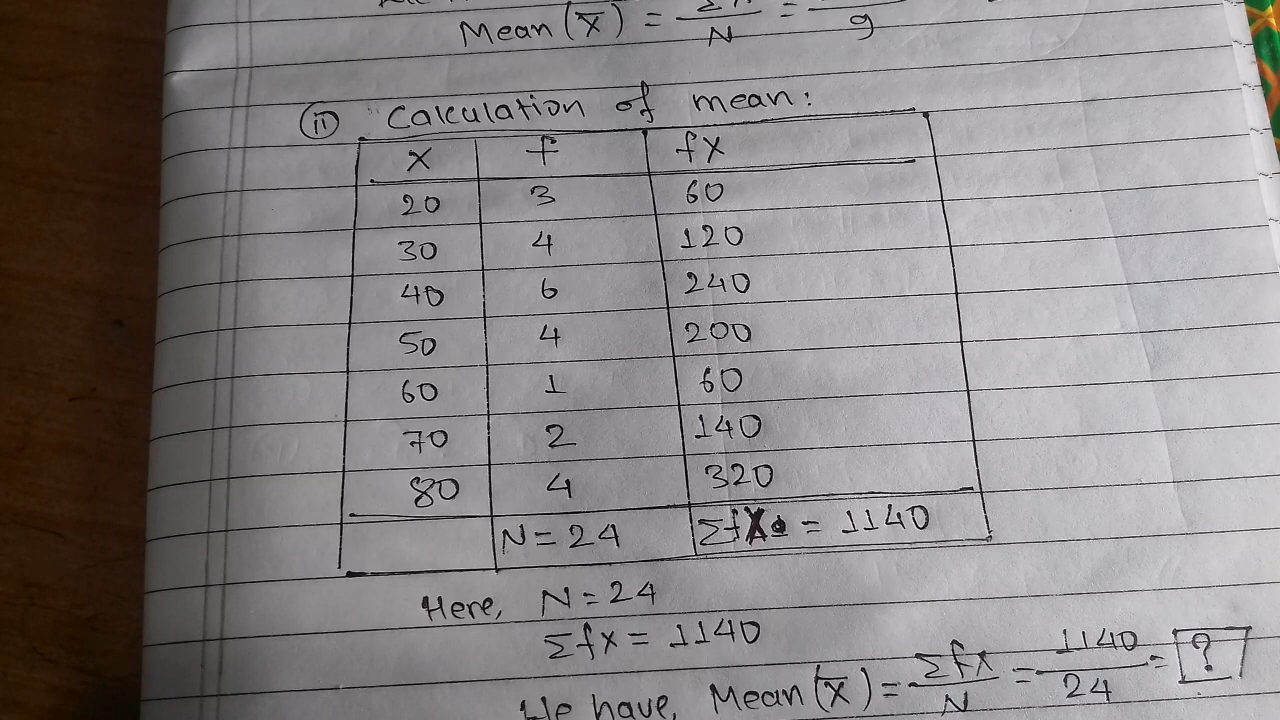 Mean (x̄) = Σ / N = / 9
(ii) Calculation of mean:
x f fx
20 3 60
30 4 120
40 6 240
50 4 200
60 1 60
70 2 140
80 4 320
N = 24 Σfx = 1140
Here, N = 24
Σfx = 1140
We have, Mean (x̄) = Σfx / N = 1140 / 24 = ?